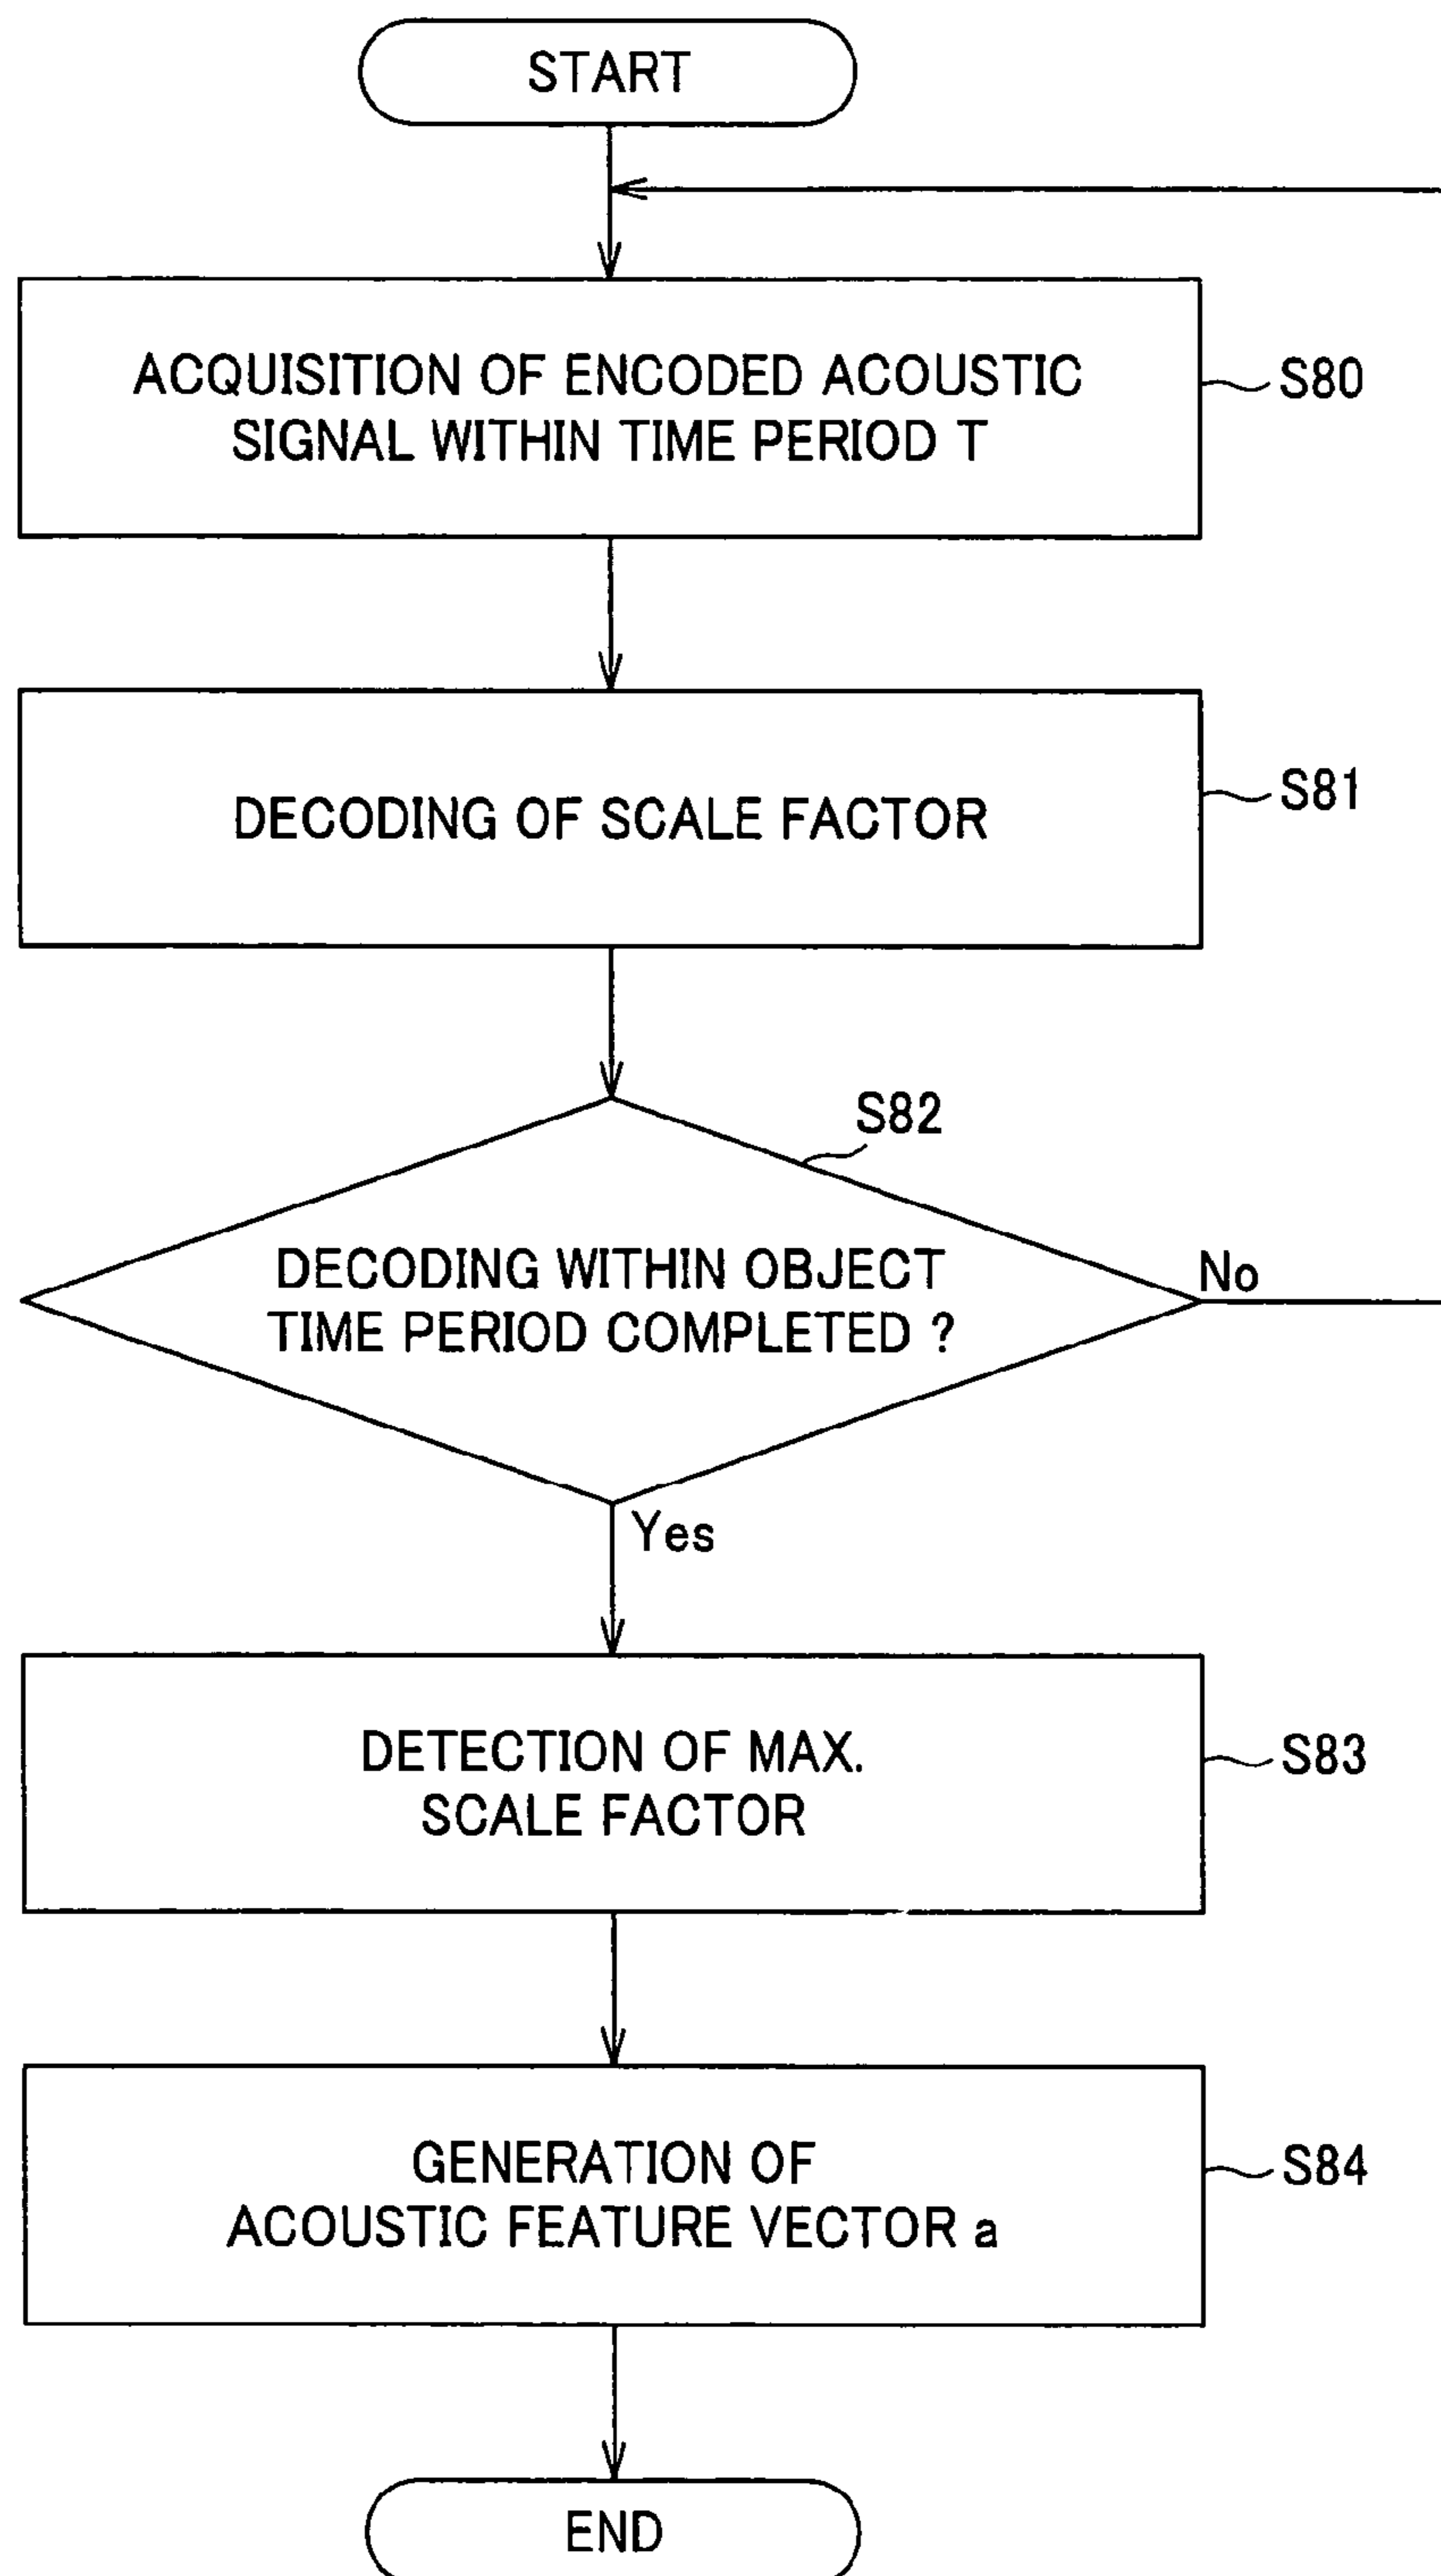 START
ACQUISITION OF ENCODED ACOUSTIC
SIGNAL WITHIN TIME PERIOD T
S80
DECODING OF SCALE FACTOR
S81
S82
DECODING WITHIN OBJECT
TIME PERIOD COMPLETED ?
No
Yes
DETECTION OF MAX.
SCALE FACTOR
S83
GENERATION OF
ACOUSTIC FEATURE VECTOR a
S84
END